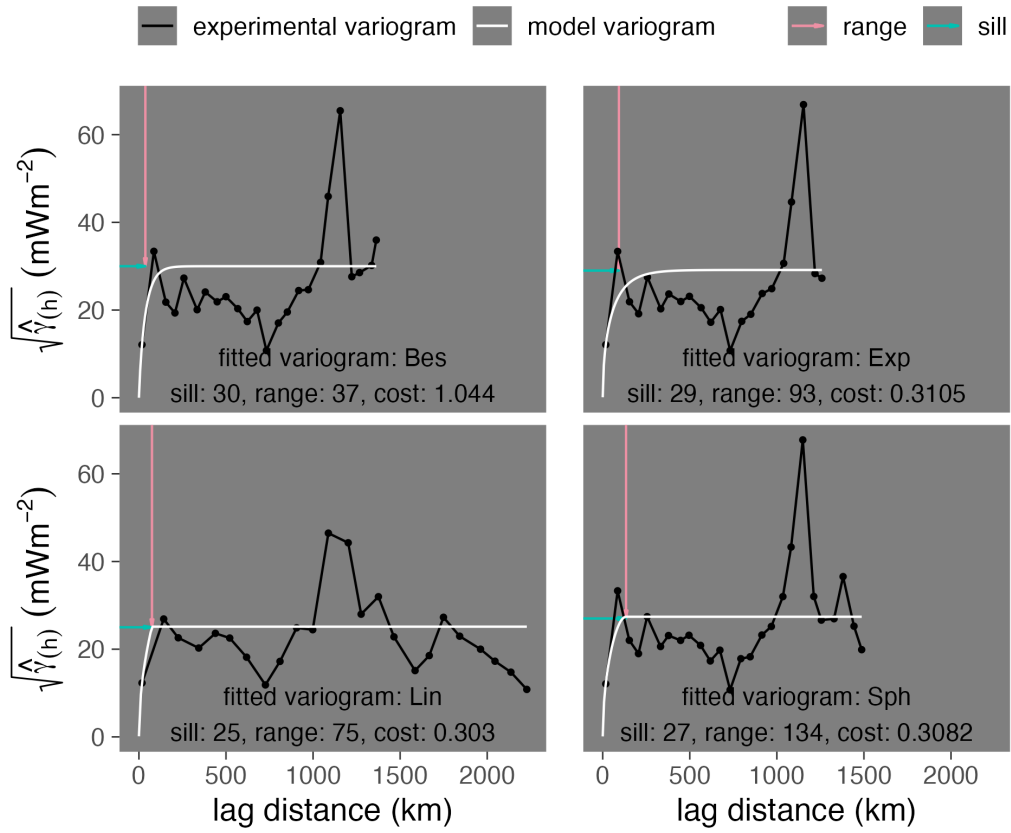 experimental variogram model variogram range sill
√γ̂(h) (mWm⁻²)
60
40
20
0
fitted variogram: Bes
sill: 30, range: 37, cost: 1.044
fitted variogram: Exp
sill: 29, range: 93, cost: 0.3105
√γ̂(h) (mWm⁻²)
60
40
20
0
fitted variogram: Lin
sill: 25, range: 75, cost: 0.303
fitted variogram: Sph
sill: 27, range: 134, cost: 0.3082
0 500 1000 1500 2000
0 500 1000 1500 2000
lag distance (km)
lag distance (km)